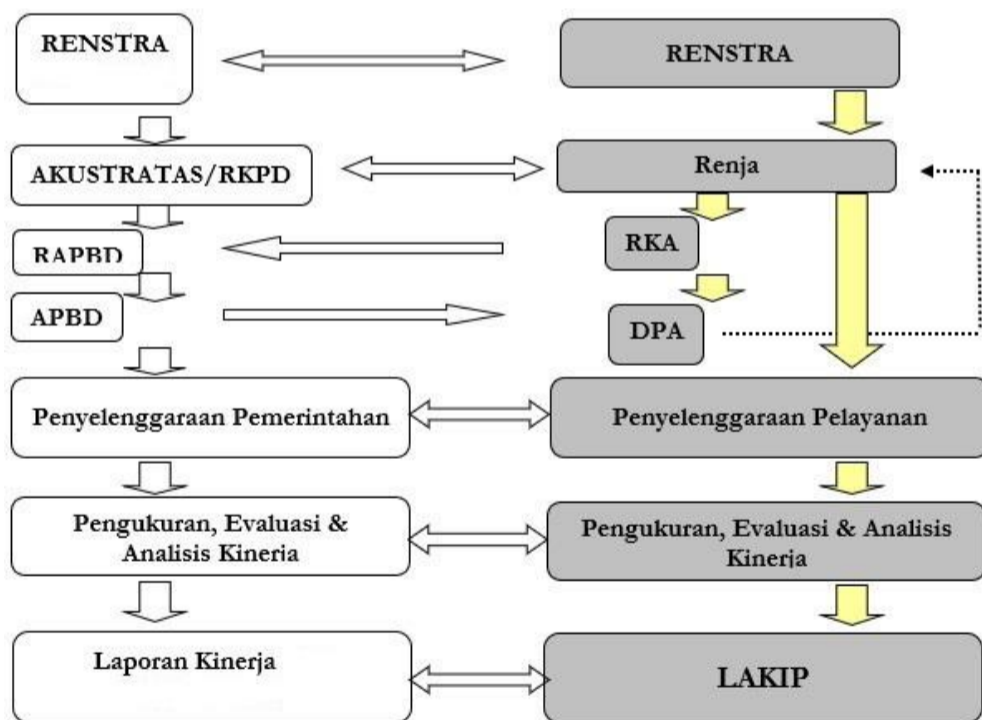 RENSTRA
RENSTRA
AKUSTRATAS/RKPD
Renja
RAPBD
RKA
APBD
DPA
Penyelenggaraan Pemerintahan
Penyelenggaraan Pelayanan
Pengukuran, Evaluasi &
Analisis Kinerja
Pengukuran, Evaluasi & Analisis
Kinerja
Laporan Kinerja
LAKIP